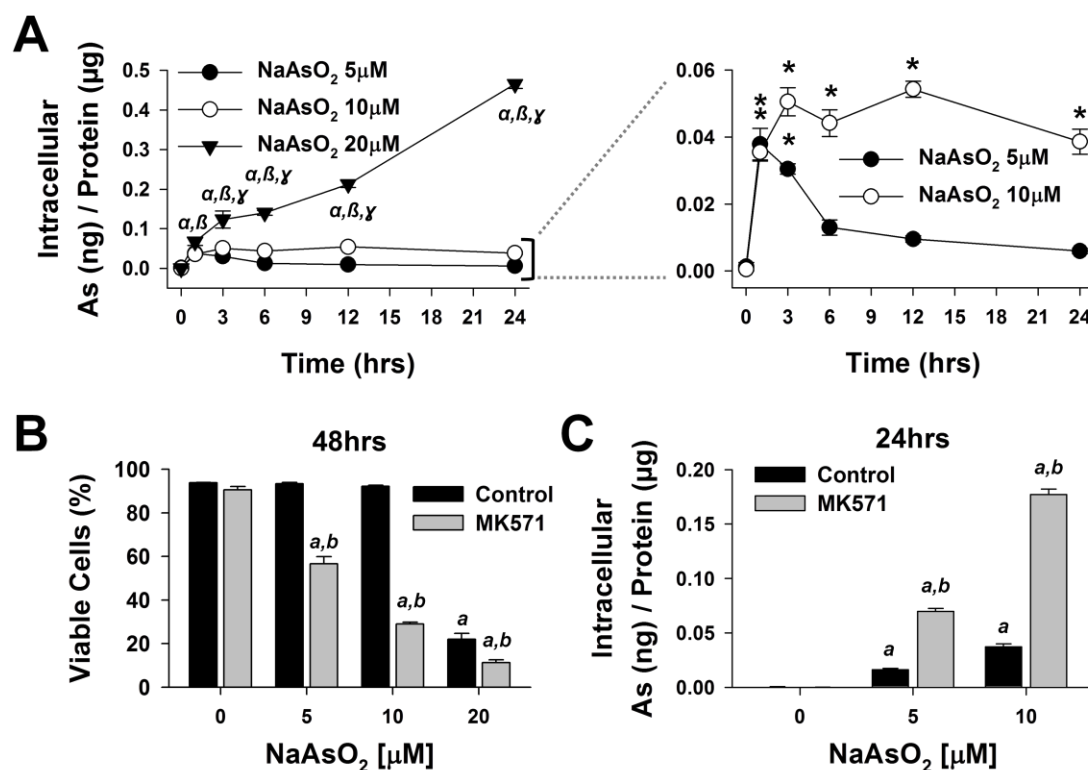 A
Intracellular
As (ng) / Protein (μg)
0.5
0.4
0.3
0.2
0.1
0.0
NaAsO₂ 5μM
NaAsO₂ 10μM
NaAsO₂ 20μM
α,ß
α,ß,ɣ
α,ß,ɣ
α,ß,ɣ
α,ß,ɣ
0 3 6 9 12 15 18 21 24
Time (hrs)
0.06
0.04
0.02
0.00
* * * * * * *
NaAsO₂ 5μM
NaAsO₂ 10μM
0 3 6 9 12 15 18 21 24
Time (hrs)
B
48hrs
Viable Cells (%)
100
80
60
40
20
0
Control
MK571
a,b
a,b
a
a,b
0 5 10 20
NaAsO₂ [μM]
C
24hrs
Intracellular
As (ng) / Protein (μg)
0.20
0.15
0.10
0.05
0.00
Control
MK571
a
a,b
a
a,b
0 5 10
NaAsO₂ [μM]